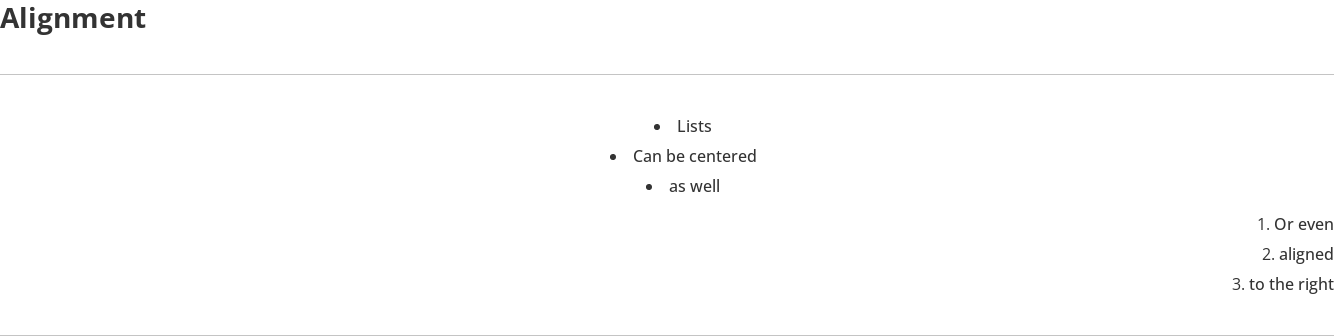 Alignment
• Lists
• Can be centered
• as well
1. Or even
2. aligned
3. to the right